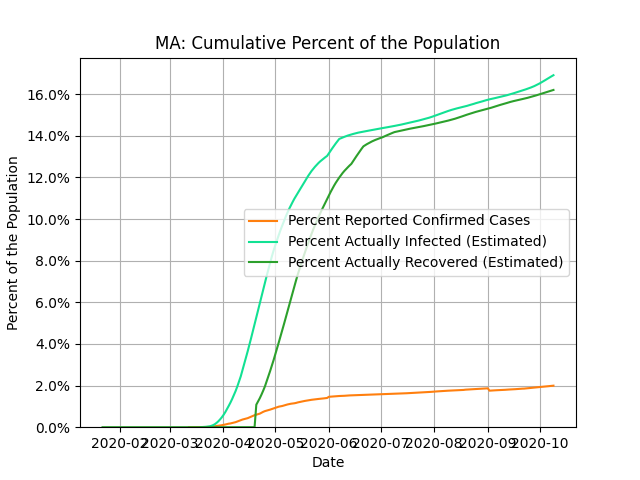 MA: Cumulative Percent of the Population
16.0%
14.0%
12.0%
10.0%
8.0%
6.0%
4.0%
2.0%
0.0%
Percent of the Population
Percent Reported Confirmed Cases
Percent Actually Infected (Estimated)
Percent Actually Recovered (Estimated)
2020-02 2020-03 2020-04 2020-05 2020-06 2020-07 2020-08 2020-09 2020-10
Date